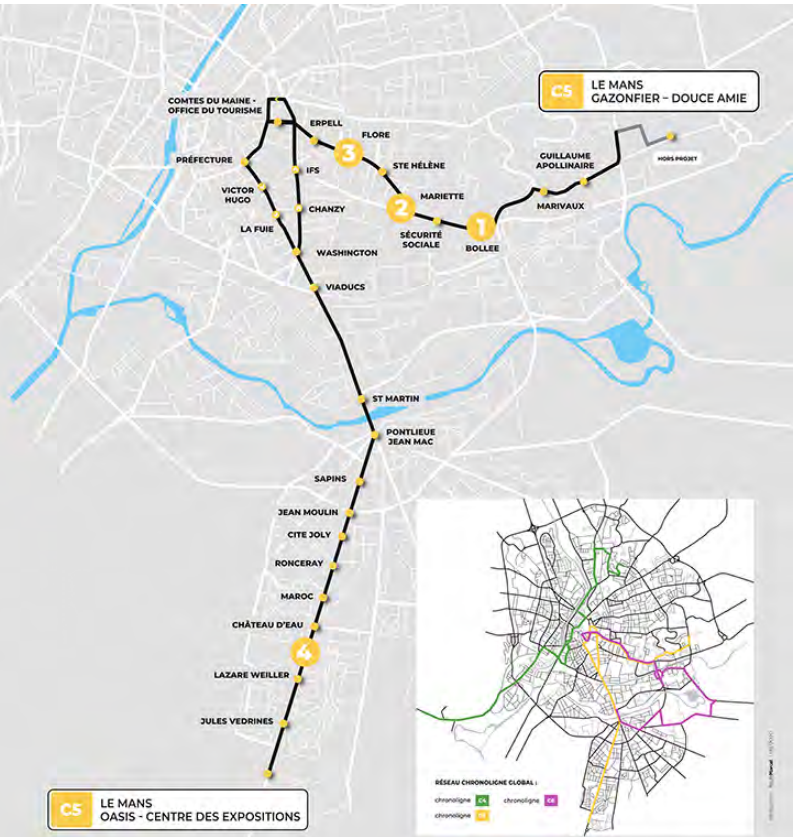 C5
LE MANS
GAZONFIER – DOUCE AMIE
COMTES DU MAINE -
OFFICE DU TOURISME
ERPELL
FLORE
3
PRÉFECTURE
IFS
STE HÉLÈNE
GUILLAUME
APOLLINAIRE
HORS PROJET
VICTOR
HUGO
CHANZY
MARIETTE
2
MARIVAUX
LA FUIE
SÉCURITÉ
SOCIALE
1
BOLLEE
WASHINGTON
VIADUCS
ST MARTIN
PONTLIEUE
JEAN MAC
SAPINS
JEAN MOULIN
CITE JOLY
RONCERAY
MAROC
CHÂTEAU D'EAU
4
LAZARE WEILLER
JULES VEDRINES
C5
LE MANS
OASIS - CENTRE DES EXPOSITIONS
RÉSEAU CHRONOLIGNE GLOBAL :
chronoligne C4
chronoligne C6
chronoligne